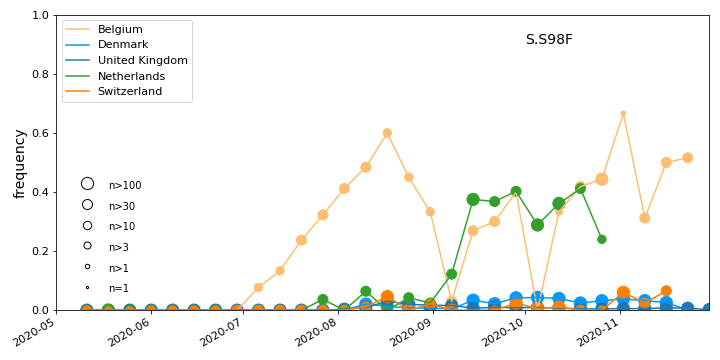 S.S98F
Belgium
Denmark
United Kingdom
Netherlands
Switzerland
n>100
n>30
n>10
n>3
n>1
n=1
frequency
1.0
0.8
0.6
0.4
0.2
0.0
2020-05
2020-06
2020-07
2020-08
2020-09
2020-10
2020-11